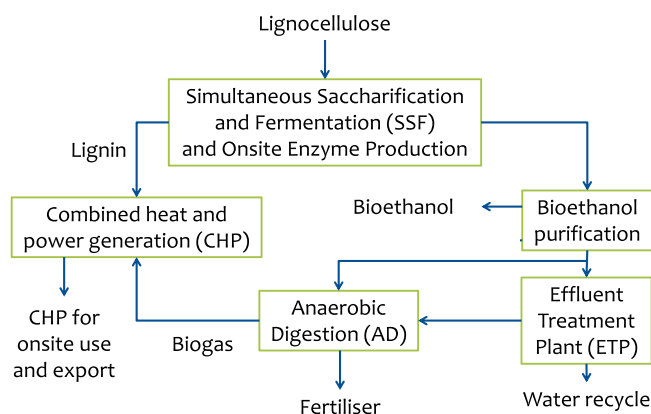 Lignocellulose
Simultaneous Saccharification
and Fermentation (SSF)
and Onsite Enzyme Production
Lignin
Combined heat and
power generation (CHP)
Bioethanol
Bioethanol
purification
CHP for
onsite use
and export
Biogas
Anaerobic
Digestion (AD)
Effluent
Treatment
Plant (ETP)
Fertiliser
Water recycle